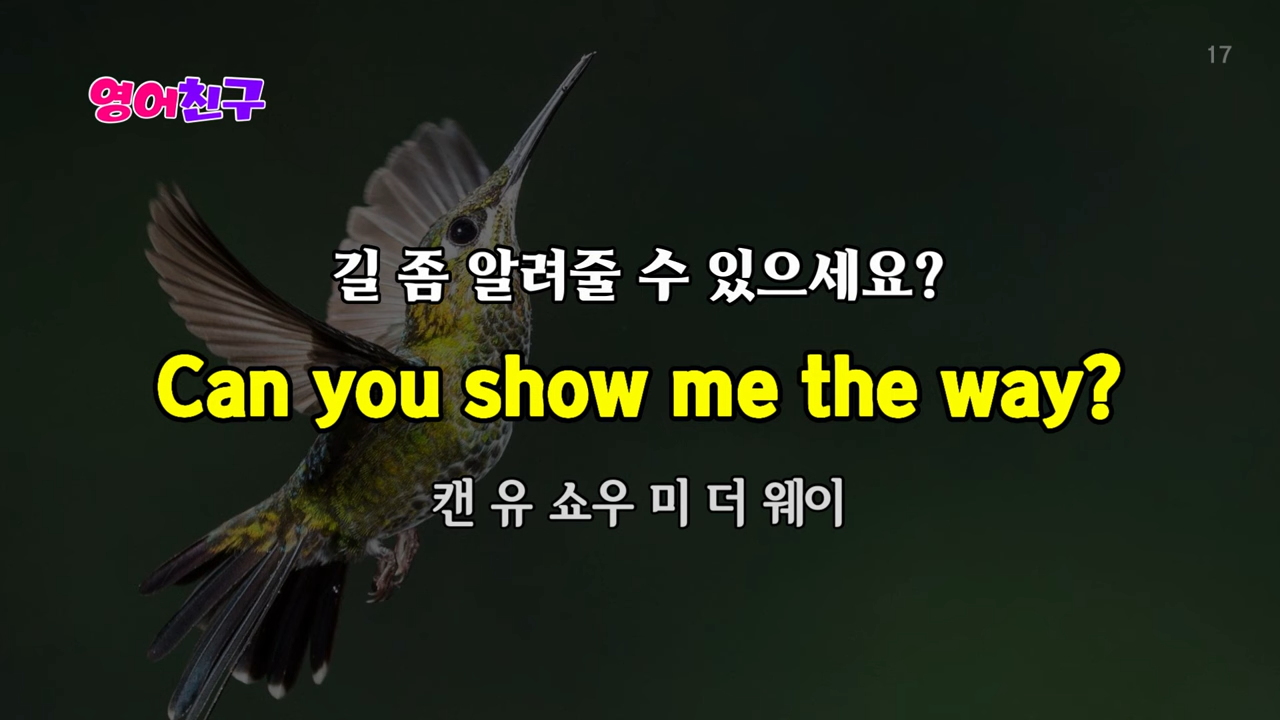 17
영어친구
길 좀 알려줄 수 있으세요?
Can you show me the way?
캔 유 쇼우 미 더 웨이